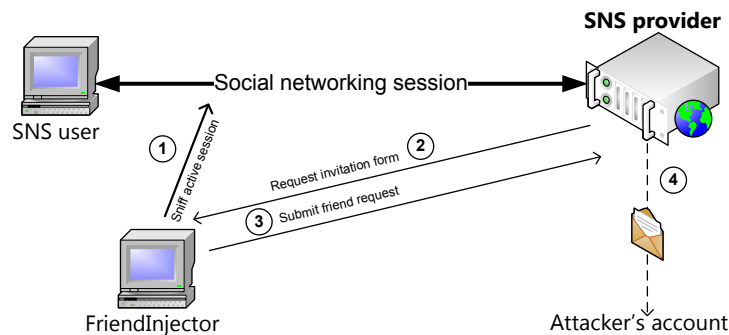 SNS provider
Social networking session
SNS user
1
Sniff active session
Request invitation form
2
3
Submit friend request
4
FriendInjector
Attacker's account